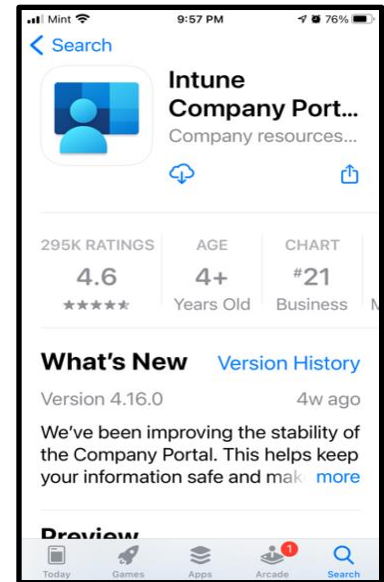 Mint 9:57 PM 76%
Search
Intune
Company Port...
Company resources...
295K RATINGS AGE CHART
4.6 4+ #21
Years Old Business
What's New Version History
Version 4.16.0 4w ago
We've been improving the stability of
the Company Portal. This helps keep
your information safe and mak more
Preview
1
Today Games Apps Arcade Search